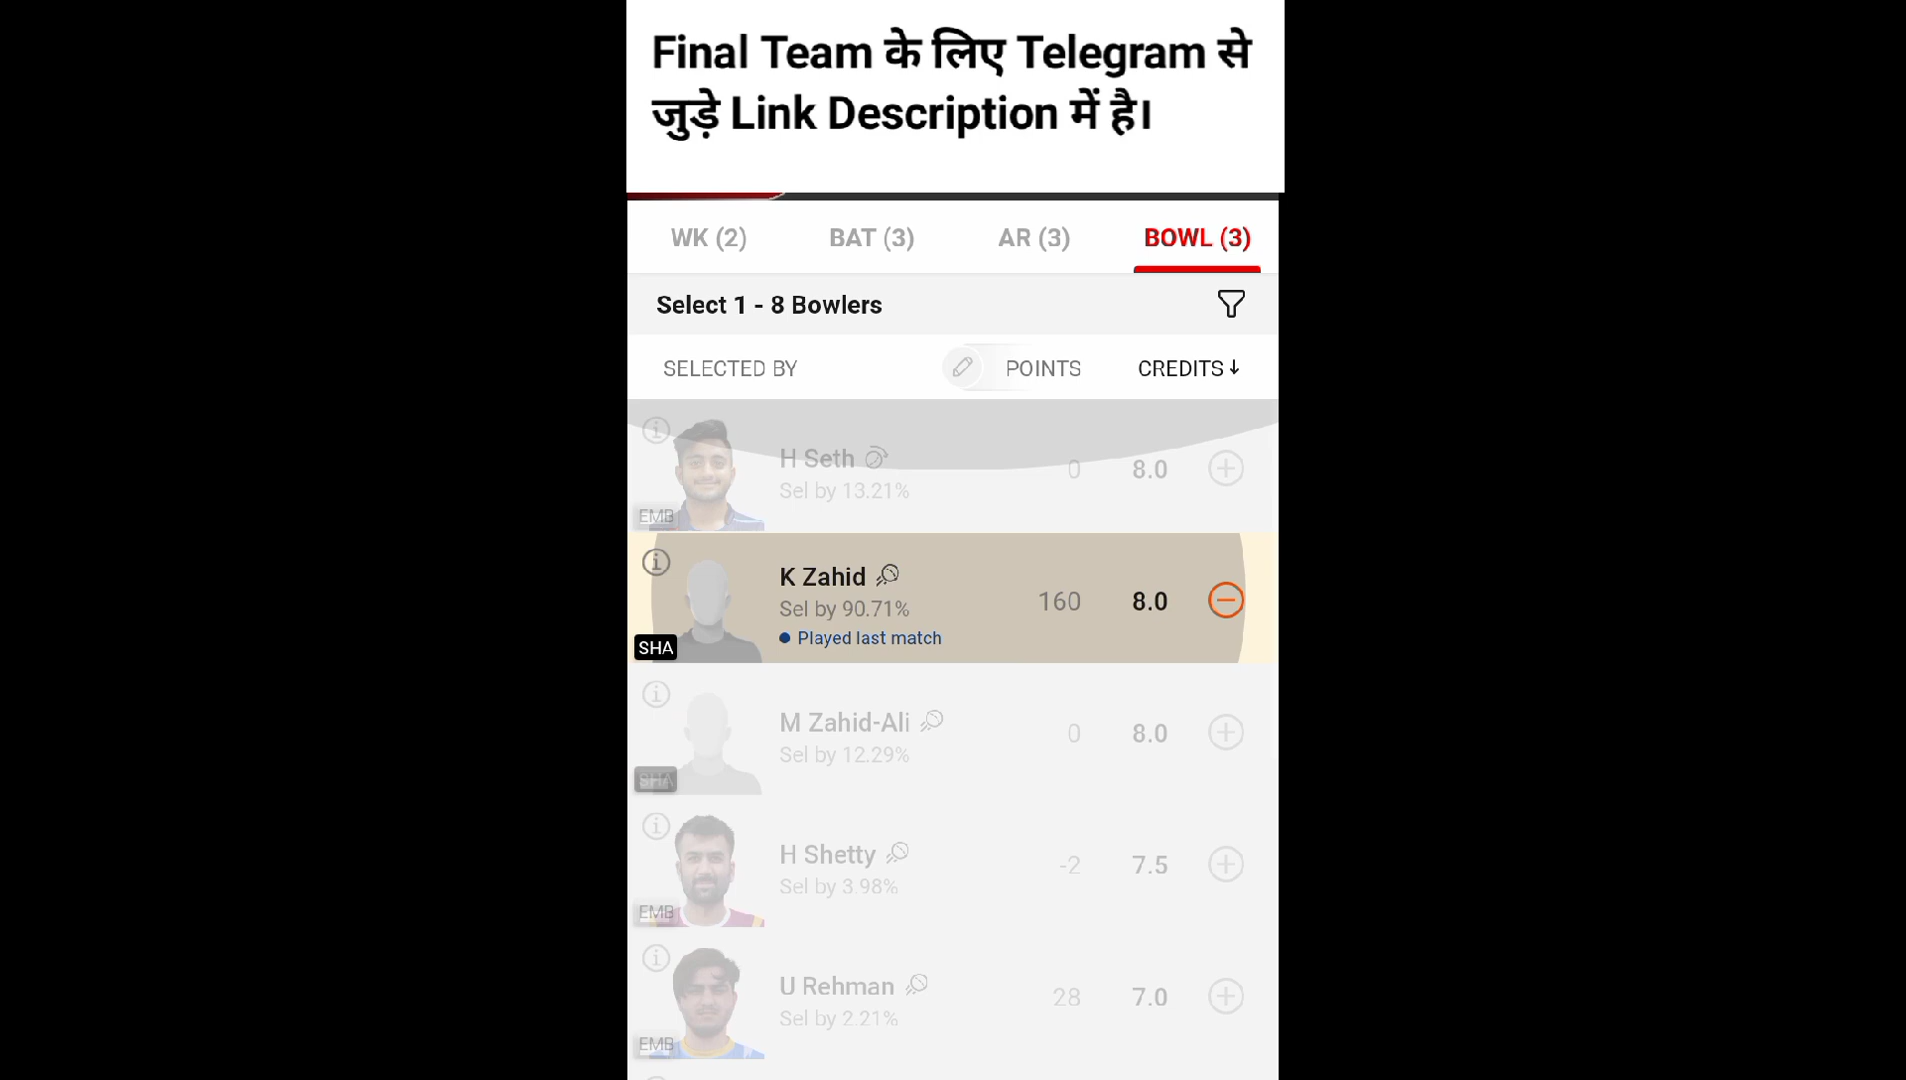 Final Team के लिए Telegram से
जुड़े Link Description में है।
WK (2) BAT (3) AR (3) BOWL (3)
Select 1 - 8 Bowlers
SELECTED BY POINTS CREDITS↓
H Seth 0 8.0
Sel by 13.21%
EMB
K Zahid 160 8.0
Sel by 90.71%
Played last match
SHA
M Zahid-Ali 0 8.0
Sel by 12.29%
SHA
H Shetty -2 7.5
Sel by 3.98%
EMB
U Rehman 28 7.0
Sel by 2.21%
EMB